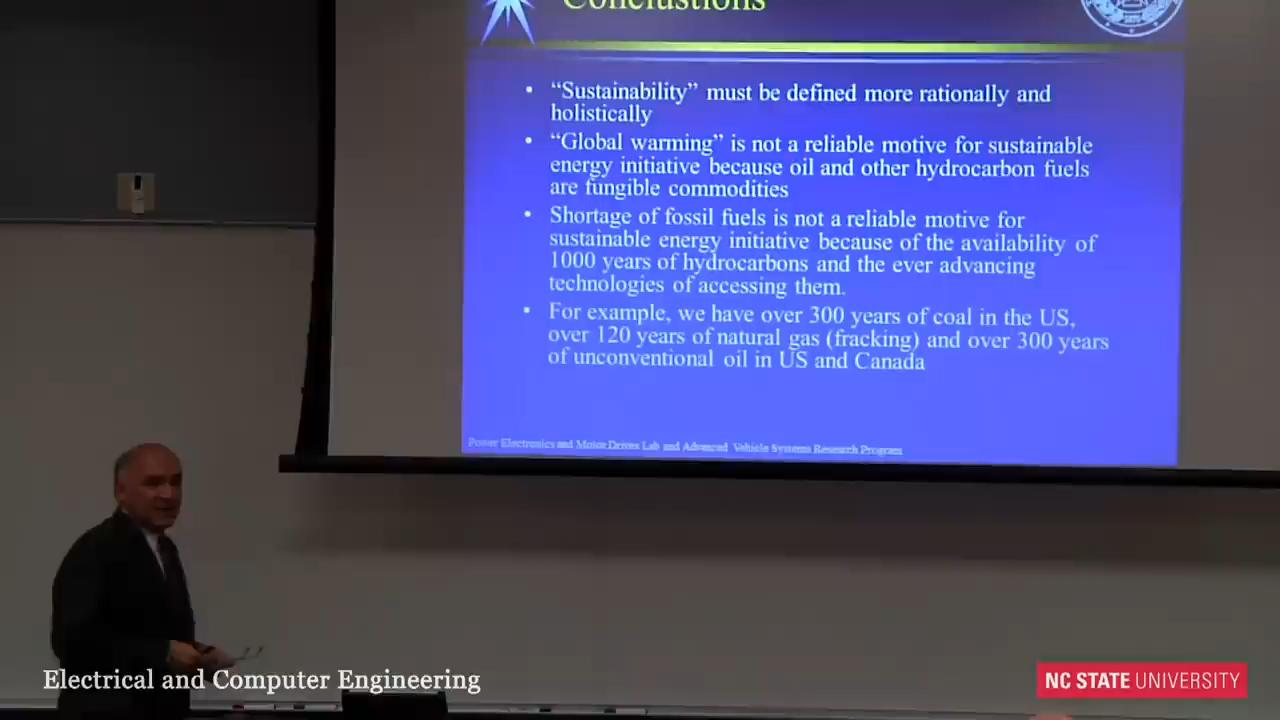 Conclusions
• “Sustainability” must be defined more rationally and
holistically
• “Global warming” is not a reliable motive for sustainable
energy initiative because oil and other hydrocarbon fuels
are fungible commodities
• Shortage of fossil fuels is not a reliable motive for
sustainable energy initiative because of the availability of
1000 years of hydrocarbons and the ever advancing
technologies of accessing them.
• For example, we have over 300 years of coal in the US,
over 120 years of natural gas (fracking) and over 300 years
of unconventional oil in US and Canada
Power Electronics and Motor Drives Lab and Advanced Vehicle Systems Research Program
Electrical and Computer Engineering
NC STATE UNIVERSITY